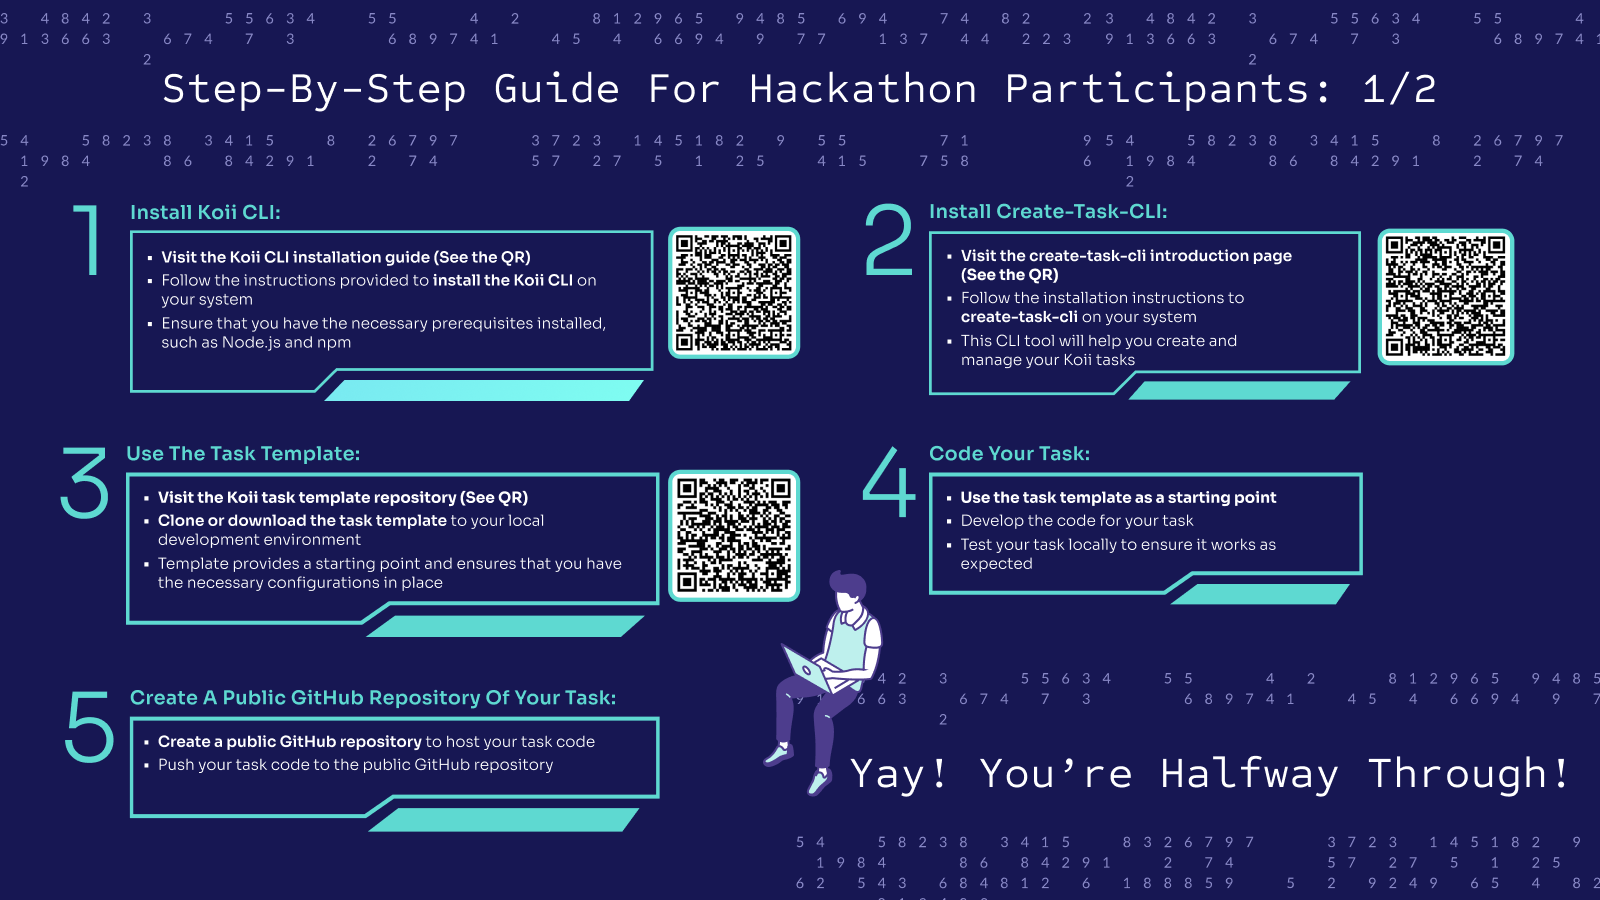 Step-By-Step Guide For Hackathon Participants: 1/2
1
Install Koii CLI:
▪ Visit the Koii CLI installation guide (See the QR)
▪ Follow the instructions provided to install the Koii CLI on
your system
▪ Ensure that you have the necessary prerequisites installed,
such as Node.js and npm
2
Install Create-Task-CLI:
▪ Visit the create-task-cli introduction page
(See the QR)
▪ Follow the installation instructions to
create-task-cli on your system
▪ This CLI tool will help you create and
manage your Koii tasks
3
Use The Task Template:
▪ Visit the Koii task template repository (See QR)
▪ Clone or download the task template to your local
development environment
▪ Template provides a starting point and ensures that you have
the necessary configurations in place
4
Code Your Task:
▪ Use the task template as a starting point
▪ Develop the code for your task
▪ Test your task locally to ensure it works as
expected
5
Create A Public GitHub Repository Of Your Task:
▪ Create a public GitHub repository to host your task code
▪ Push your task code to the public GitHub repository
Yay! You’re Halfway Through!